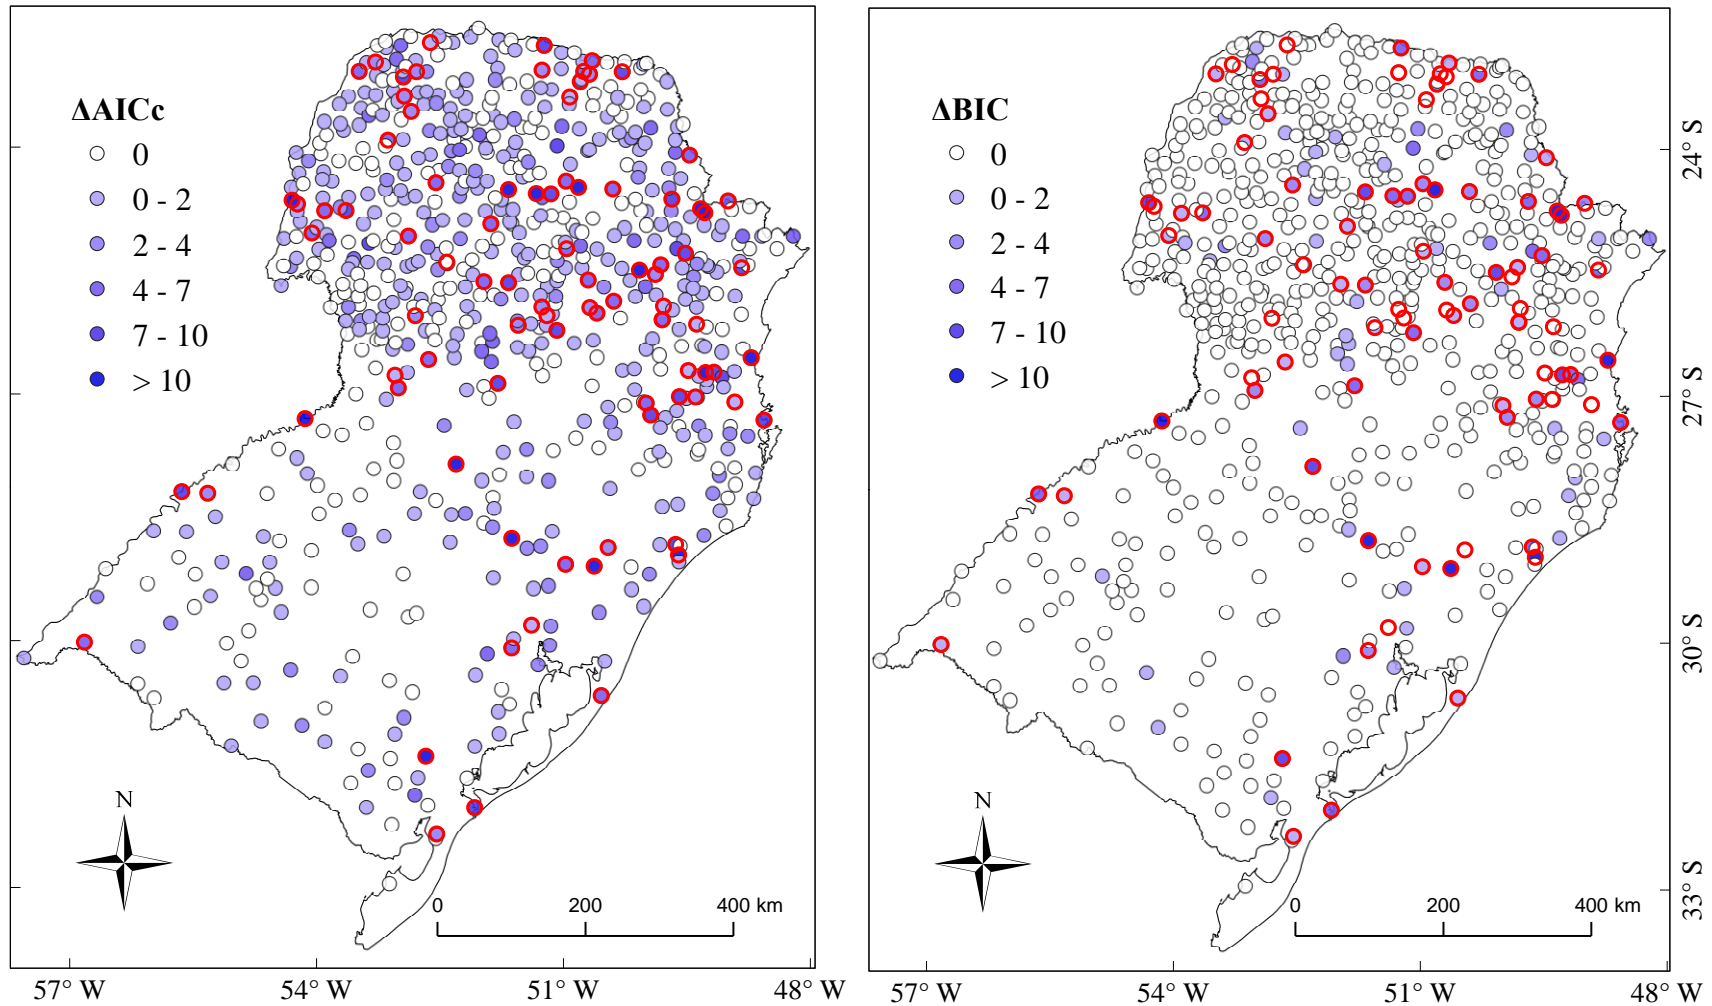 ΔAICc
0
0 - 2
2 - 4
4 - 7
7 - 10
> 10
N
0 200 400 km
57° W 54° W 51° W 48° W
ΔBIC
0
0 - 2
2 - 4
4 - 7
7 - 10
> 10
N
0 200 400 km
24° S
27° S
30° S
33° S
57° W 54° W 51° W 48° W